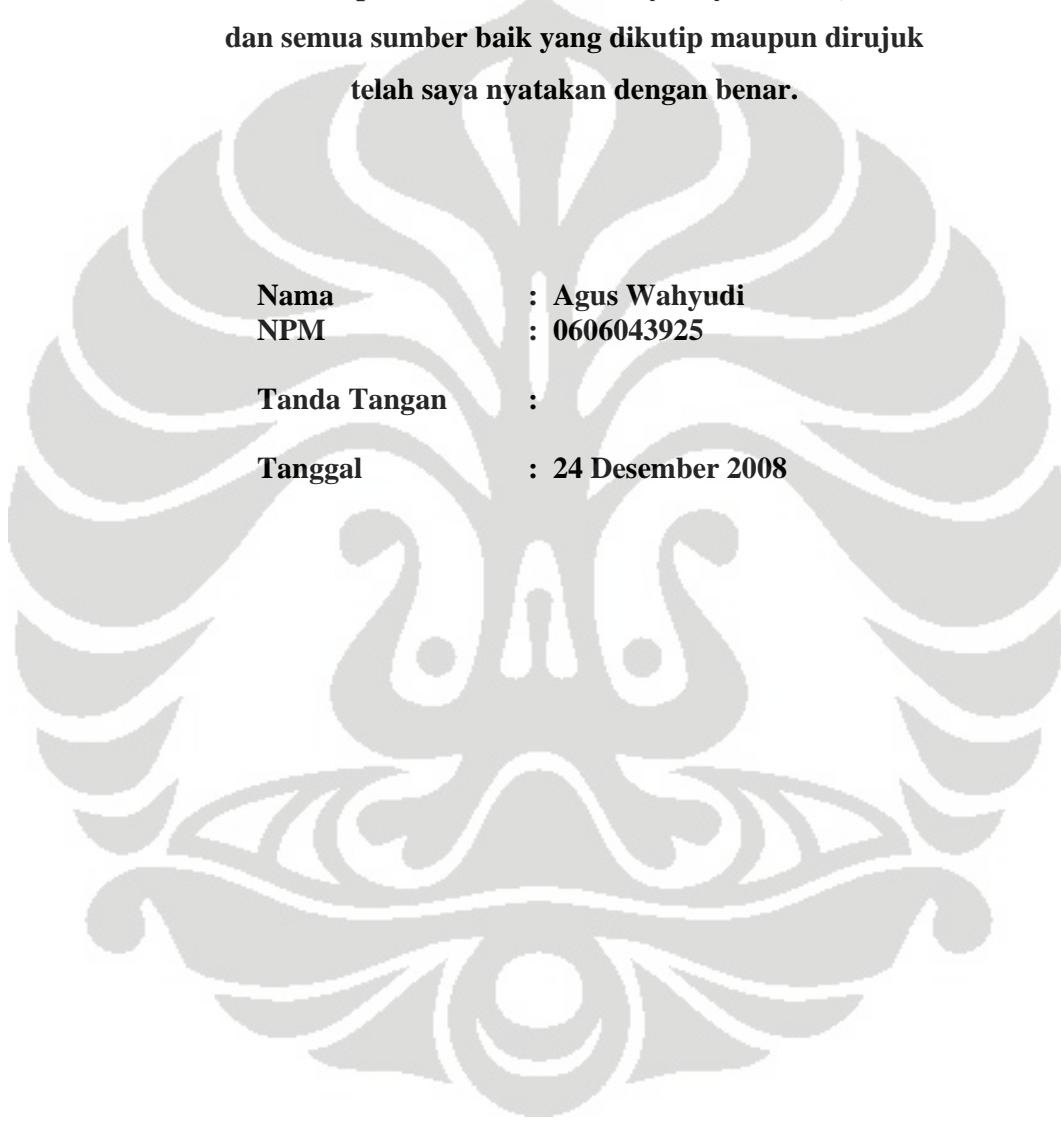 dan semua sumber baik yang dikutip maupun dirujuk
telah saya nyatakan dengan benar.
Nama : Agus Wahyudi
NPM : 0606043925
Tanda Tangan :
Tanggal : 24 Desember 2008